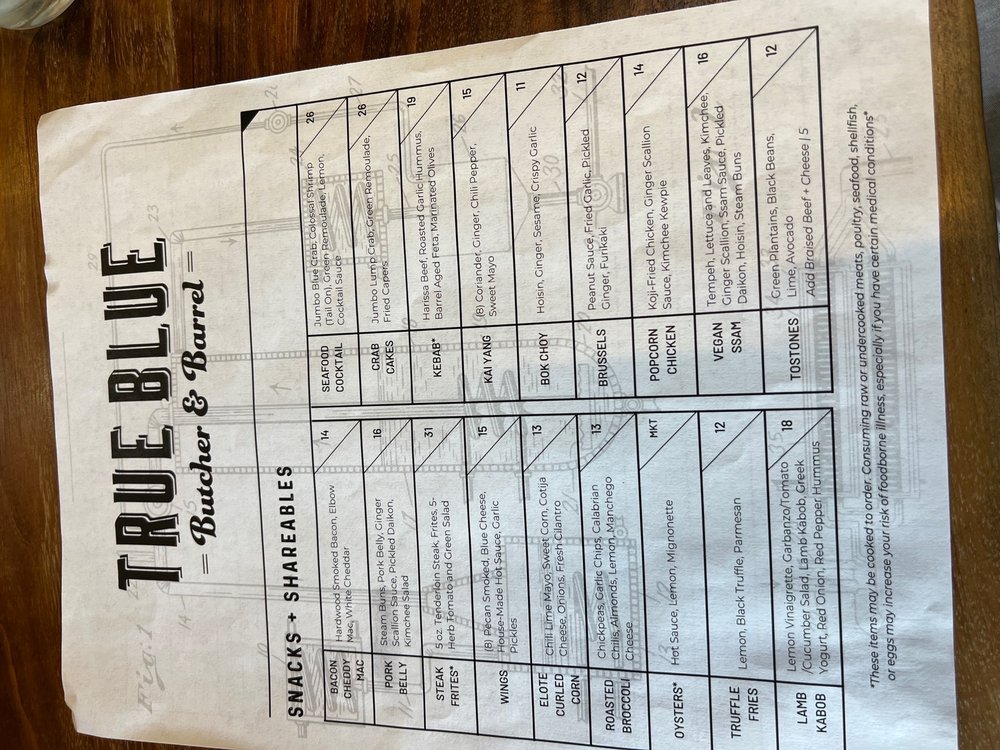 TRUE BLUE
Butcher & Barrel
SNACKS + SHAREABLES
BACON
CHEDDY
MAC
Hardwood Smoked Bacon, Elbow
Mac, White Cheddar
14
PORK
BELLY
Steam Buns, Pork Belly, Ginger
Scallion Sauce, Pickled Daikon,
Kimchee Salad
16
STEAK
FRITES*
5 oz. Tenderloin Steak, Frites, 5-
Herb Tomato and Green Salad
31
WINGS
(8) Pecan Smoked, Blue Cheese,
House-Made Hot Sauce, Garlic
Pickles
15
ELOTE
CURLED
CORN
Chili Lime Mayo, Sweet Corn, Cotija
Cheese, Onions, Fresh Cilantro
13
ROASTED
BROCCOLI
Chickpeas, Garlic Chips, Calabrian
Chilis, Almonds, Lemon, Manchego
Cheese
13
OYSTERS*
Hot Sauce, Lemon, Mignonette
MKT
TRUFFLE
FRIES
Lemon, Black Truffle, Parmesan
12
LAMB
KABOB
Lemon Vinaigrette, Garbanzo/Tomato
/Cucumber Salad, Lamb Kabob, Greek
Yogurt, Red Onion, Red Pepper Hummus
18
SEAFOOD
COCKTAIL
Jumbo Blue Crab, Colossal Shrimp
(Tail On), Green Remoulade, Lemon,
Cocktail Sauce
26
CRAB
CAKES
Jumbo Lump Crab, Green Remoulade,
Fried Capers
26
KEBAB*
Harissa Beef, Roasted Garlic Hummus,
Barrel Aged Feta, Marinated Olives
19
KAI YANG
(8) Coriander, Ginger, Chili Pepper,
Sweet Mayo
15
BOK CHOY
Hoisin, Ginger, Sesame, Crispy Garlic
11
BRUSSELS
Peanut Sauce, Fried Garlic, Pickled
Ginger, Furikaki
12
POPCORN
CHICKEN
Koji-Fried Chicken, Ginger Scallion
Sauce, Kimchee Kewpie
14
VEGAN
SSAM
Tempeh, Lettuce and Leaves, Kimchee,
Ginger Scallion, Ssam Sauce, Pickled
Daikon, Hoisin, Steam Buns
16
TOSTONES
Green Plantains, Black Beans,
Lime, Avocado
Add Braised Beef + Cheese | 5
12
*These items may be cooked to order. Consuming raw or undercooked meats, poultry, seafood, shellfish,
or eggs may increase your risk of foodborne illness, especially if you have certain medical conditions*
Fig. 1
29
23